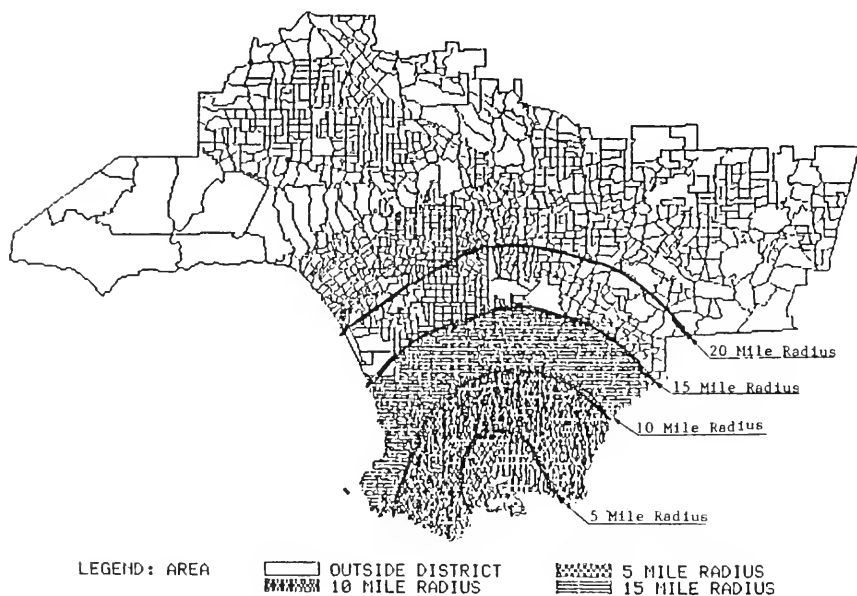 20 Mile Radius
15 Mile Radius
10 Mile Radius
5 Mile Radius
LEGEND: AREA
OUTSIDE DISTRICT
5 MILE RADIUS
10 MILE RADIUS
15 MILE RADIUS